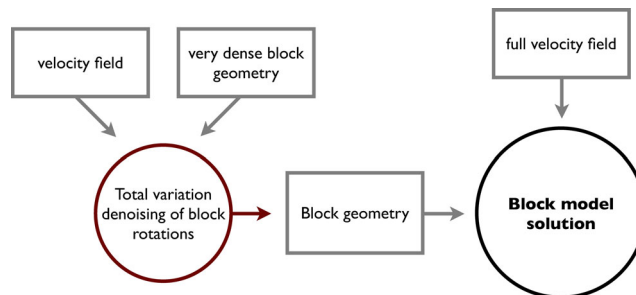 velocity field
very dense block
geometry
full velocity field
Total variation
denoising of block
rotations
Block geometry
Block model
solution